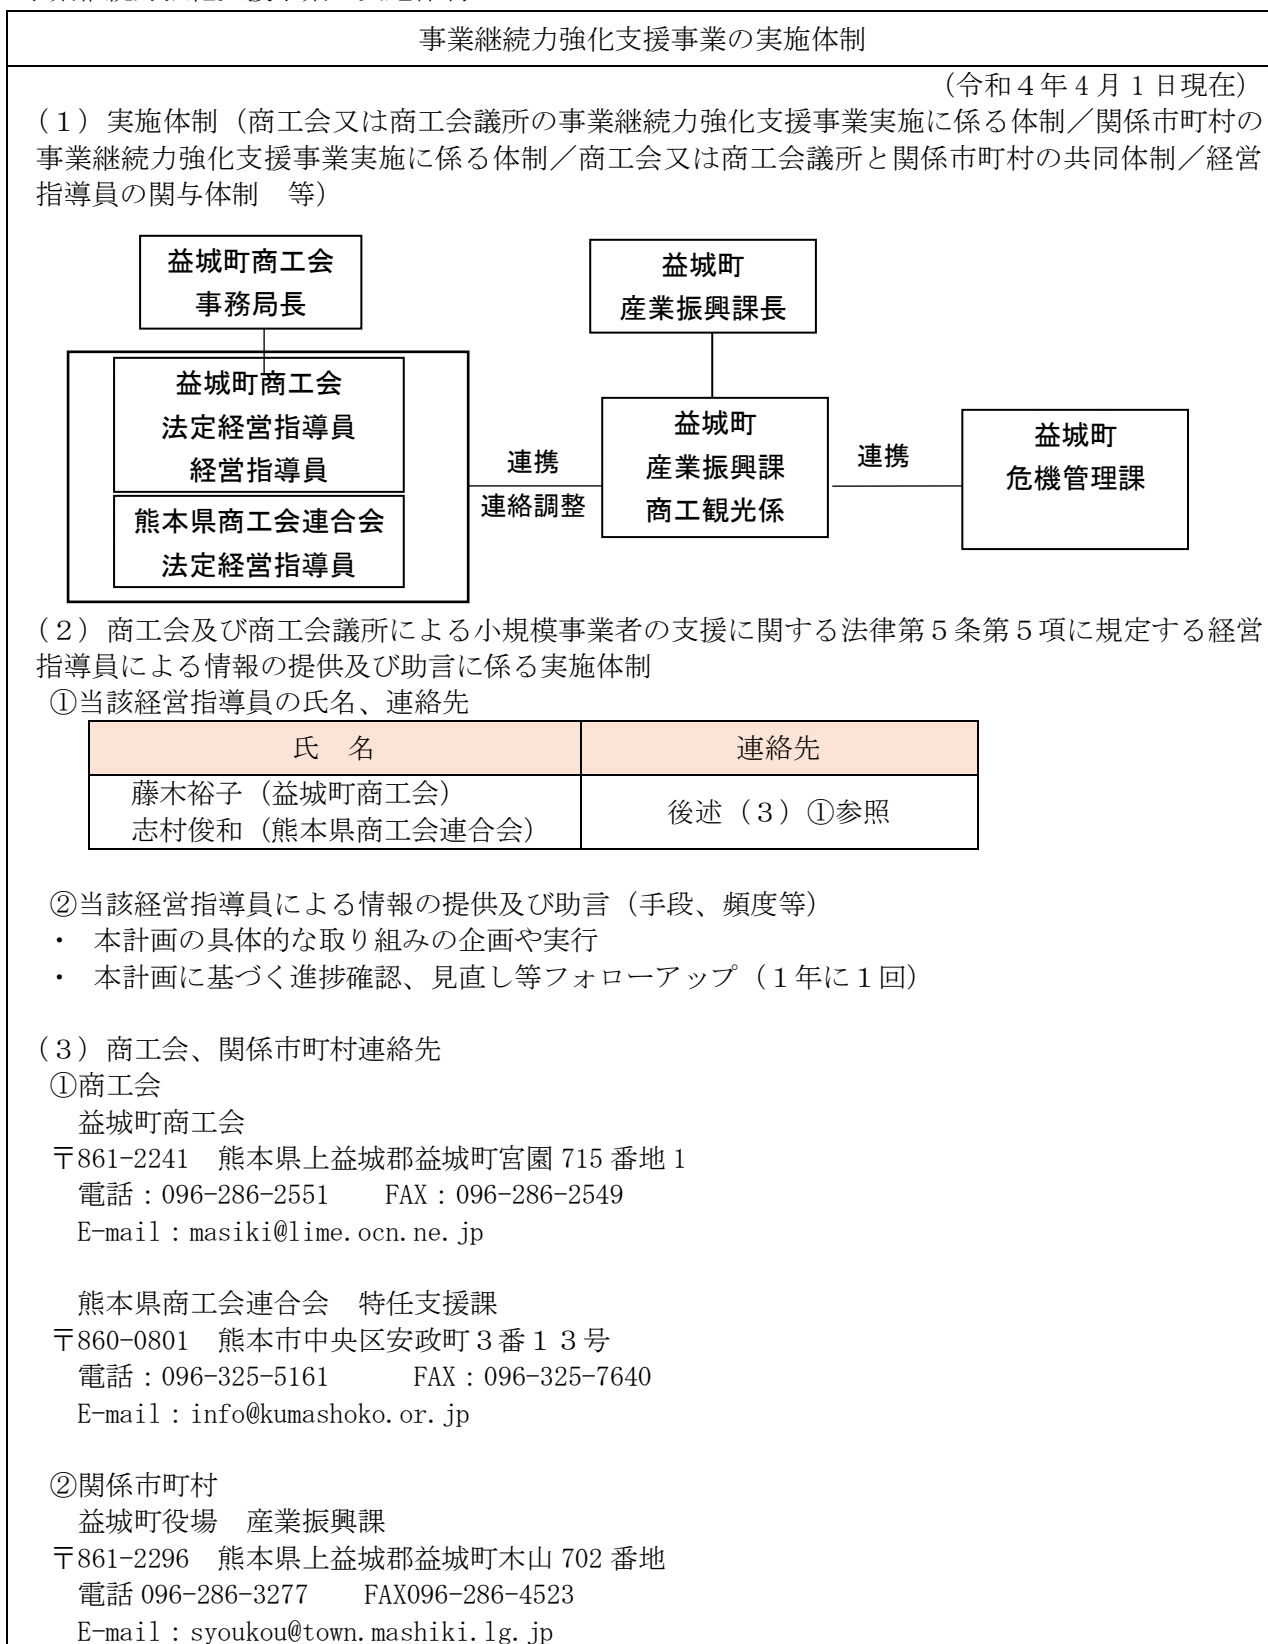 事業継続力強化支援事業の実施体制
（令和４年４月１日現在）
（１）実施体制（商工会又は商工会議所の事業継続力強化支援事業実施に係る体制／関係市町村の
事業継続力強化支援事業実施に係る体制／商工会又は商工会議所と関係市町村の共同体制／経営
指導員の関与体制　等）
益城町商工会
事務局長
益城町
産業振興課長
益城町商工会
法定経営指導員
経営指導員
熊本県商工会連合会
法定経営指導員
連携
連絡調整
益城町
産業振興課
商工観光係
連携
益城町
危機管理課
（２）商工会及び商工会議所による小規模事業者の支援に関する法律第５条第５項に規定する経営
指導員による情報の提供及び助言に係る実施体制
①当該経営指導員の氏名、連絡先
氏　名
連絡先
藤木裕子（益城町商工会）
志村俊和（熊本県商工会連合会）
後述（３）①参照
②当該経営指導員による情報の提供及び助言（手段、頻度等）
・　本計画の具体的な取り組みの企画や実行
・　本計画に基づく進捗確認、見直し等フォローアップ（１年に１回）
（３）商工会、関係市町村連絡先
①商工会
益城町商工会
〒861-2241　熊本県上益城郡益城町宮園 715 番地 1
電話：096-286-2551　　FAX：096-286-2549
E-mail：masiki@lime.ocn.ne.jp
熊本県商工会連合会　特任支援課
〒860-0801　熊本市中央区安政町３番１３号
電話：096-325-5161　　　FAX：096-325-7640
E-mail：info@kumashoko.or.jp
②関係市町村
益城町役場　産業振興課
〒861-2296　熊本県上益城郡益城町木山 702 番地
電話 096-286-3277　　FAX096-286-4523
E-mail：syoukou@town.mashiki.lg.jp